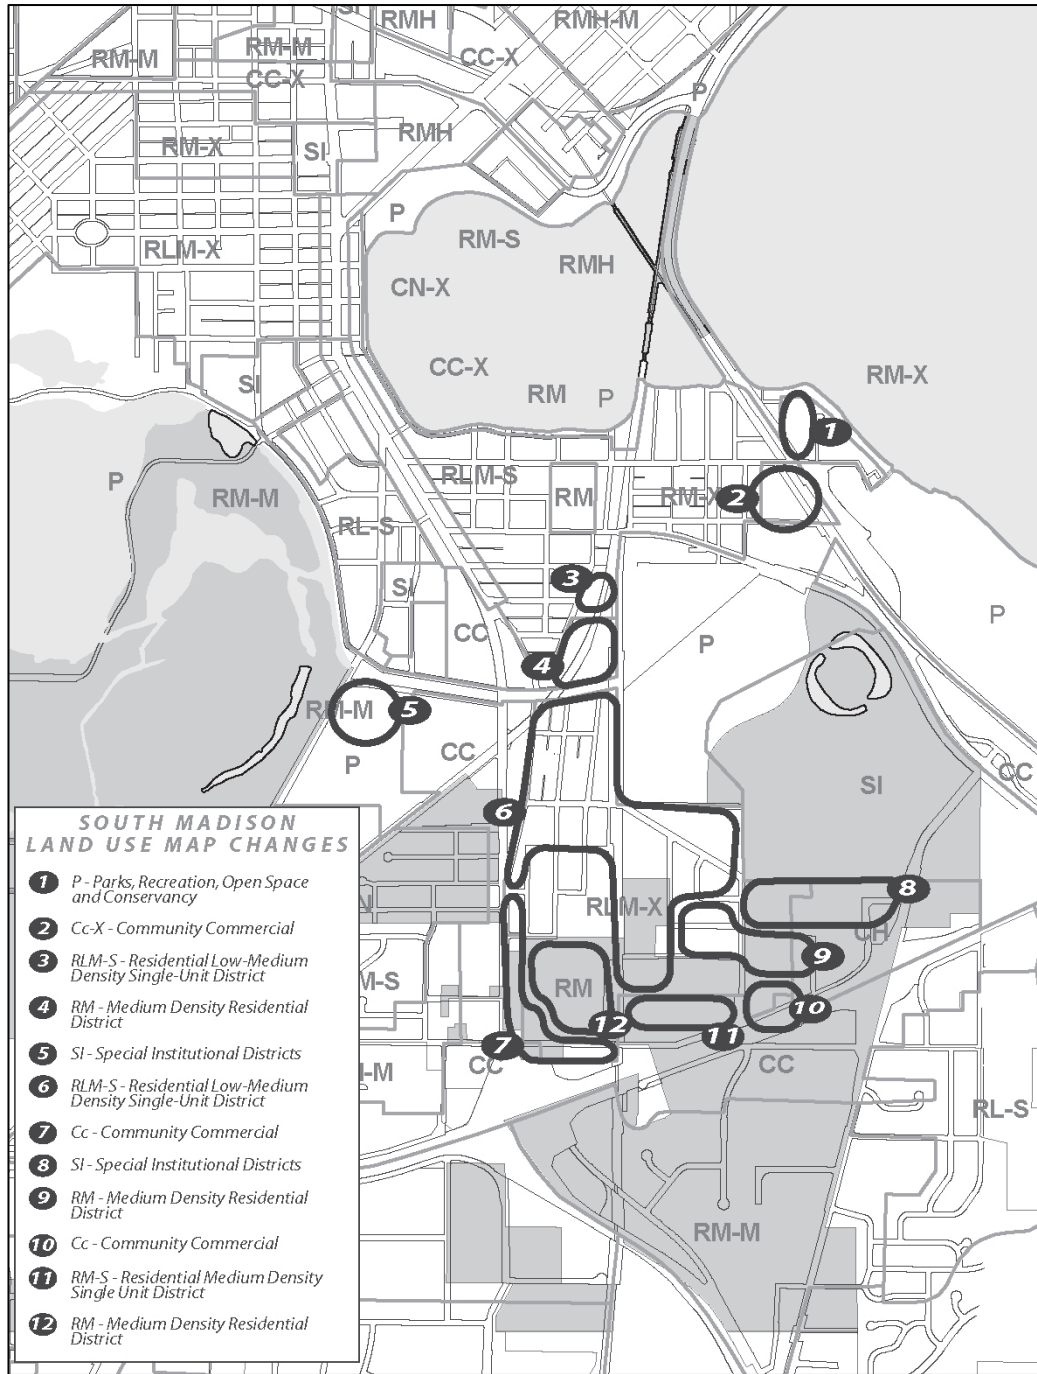 RMH
RMH-M
SI
RM-M
RM-M
CC-X
CC-X
P
RMH
RM-X
SI
P
RM-S
RLM-X
RMH
CN-X
CC-X
RM-X
SI
RM
P
1
RLM-S
P
RM-M
RM
RM-X
2
RL-S
3
SI
P
CC
P
4
RM-M
5
CC
P
SI
CC
6
SOUTH MADISON
LAND USE MAP CHANGES
1 P - Parks, Recreation, Open Space
and Conservancy
2 Cc-X - Community Commercial
3 RLM-S - Residential Low-Medium
Density Single-Unit District
4 RM - Medium Density Residential
District
5 SI - Special Institutional Districts
6 RLM-S - Residential Low-Medium
Density Single-Unit District
7 Cc - Community Commercial
8 SI - Special Institutional Districts
9 RM - Medium Density Residential
District
10 Cc - Community Commercial
11 RM-S - Residential Medium Density
Single Unit District
12 RM - Medium Density Residential
District
8
RLM-X
CH
9
M-S
RM
10
12
11
7
CC
CC
RL-S
RM-M